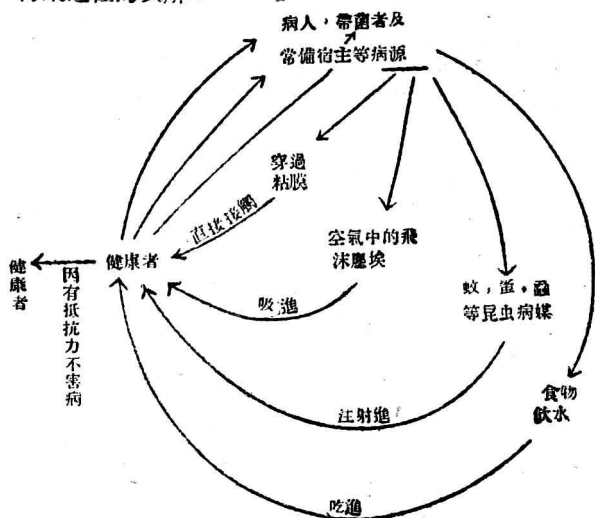 病人，帶菌者及
常備宿主等病源
穿過
粘膜
直接接觸
空氣中的飛
沫塵埃
健康者
健康者
因有抵抗力不害病
吸進
蚊，蚤，蝨
等昆虫病媒
注射進
食物
飲水
吃進